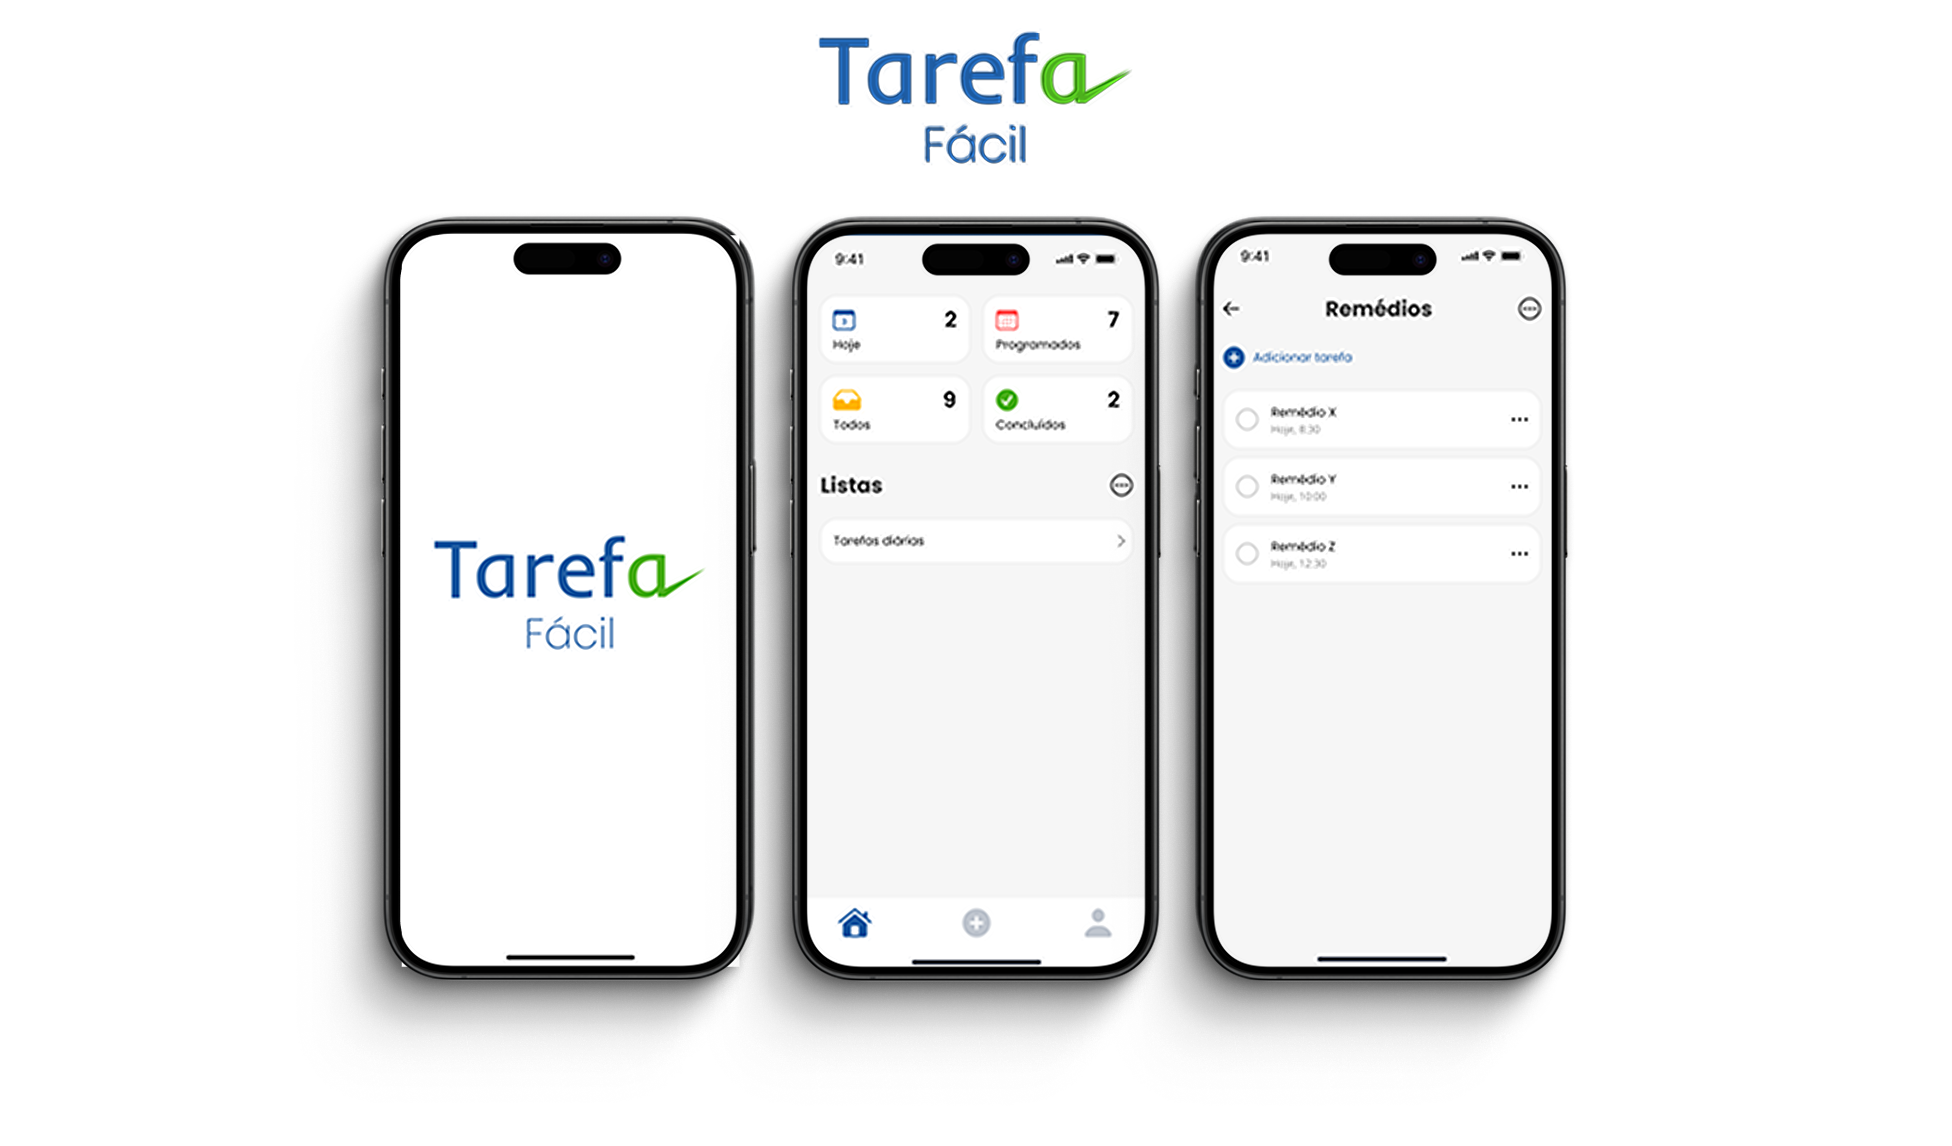 Tarefa
Fácil
Tarefa
Fácil
9:41
2
Hoje
7
Programados
9
Todos
2
Concluídos
Listas
Tarefas diárias
9:41
Remédios
Adicionar tarefa
Remédio X
Hoje, 8:30
Remédio Y
Hoje, 10:00
Remédio Z
Hoje, 12:30